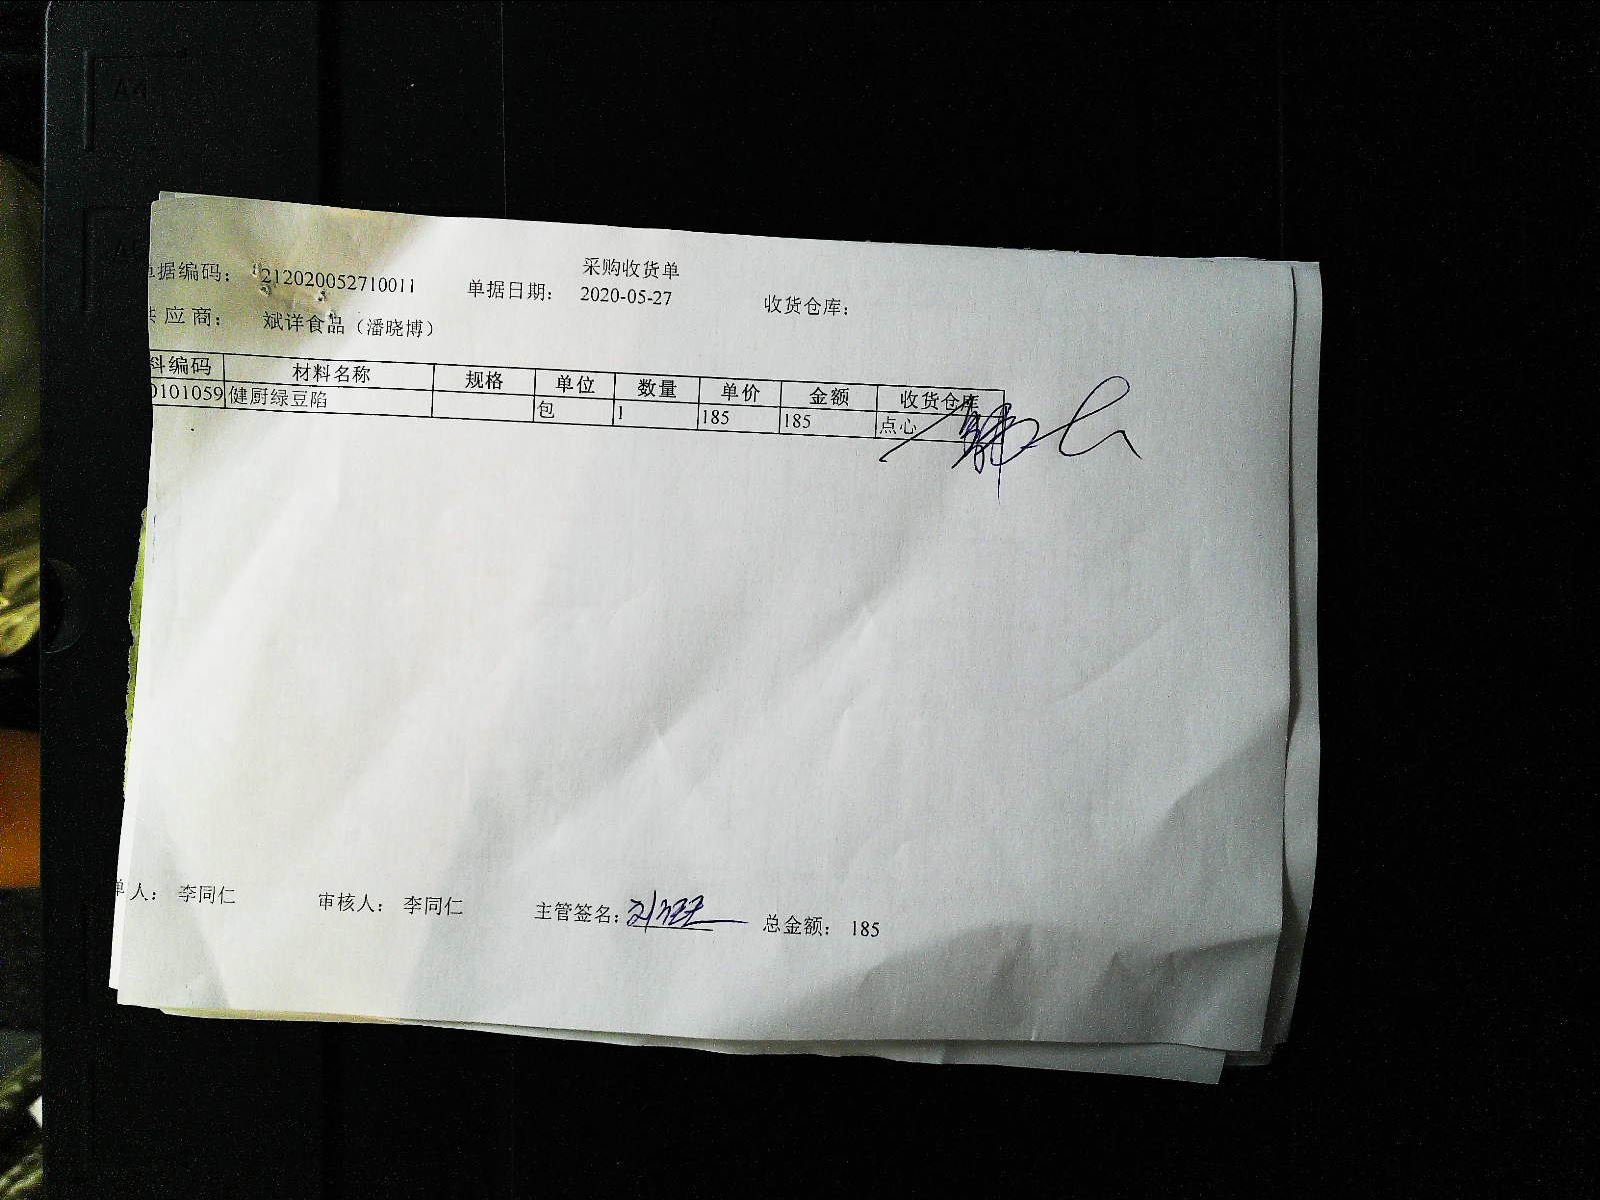 采购收货单
据编码： 212020052710011 单据日期： 2020-05-27 收货仓库：
应商： 斌详食品（潘晓博）
料编码 材料名称 规格 单位 数量 单价 金额 收货仓库
0101059 健厨绿豆陷 包 1 185 185 点心
单人： 李同仁 审核人： 李同仁 主管签名： 总金额： 185